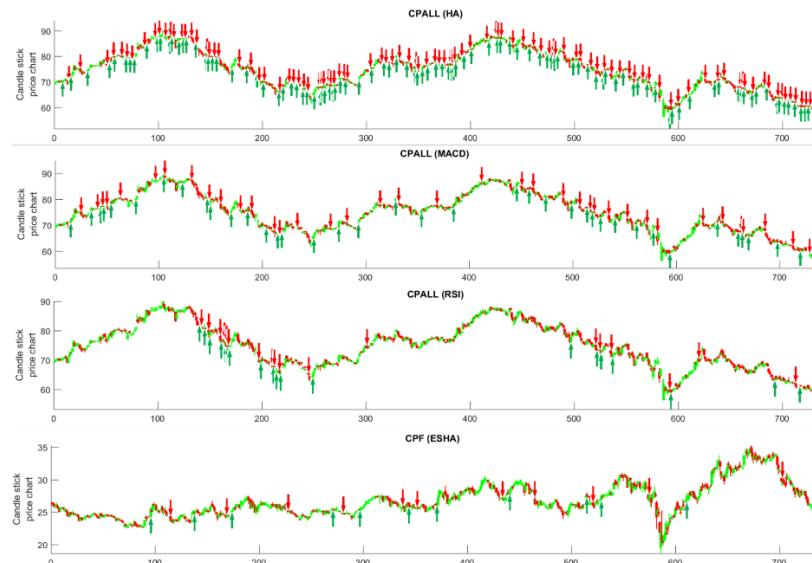 CPALL (HA)
Candle stick
price chart
90
80
70
60
0 100 200 300 400 500 600 700
CPALL (MACD)
Candle stick
price chart
90
80
70
60
0 100 200 300 400 500 600 700
CPALL (RSI)
Candle stick
price chart
90
80
70
60
0 100 200 300 400 500 600 700
CPF (ESHA)
Candle stick
price chart
35
30
25
20
0 100 200 300 400 500 600 700